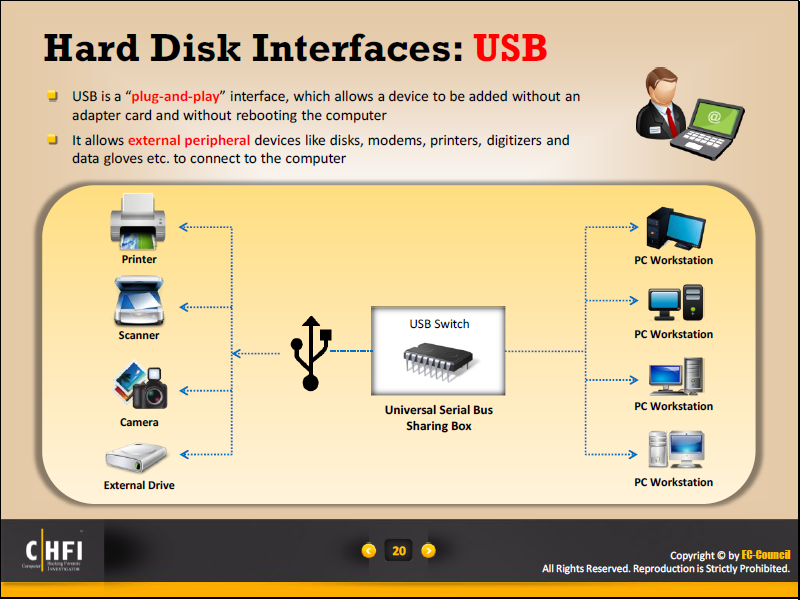 Hard Disk Interfaces: USB
USB is a “plug-and-play” interface, which allows a device to be added without an
adapter card and without rebooting the computer
It allows external peripheral devices like disks, modems, printers, digitizers and
data gloves etc. to connect to the computer
@
Printer
Scanner
Camera
External Drive
USB Switch
Universal Serial Bus
Sharing Box
PC Workstation
PC Workstation
PC Workstation
PC Workstation
CHFI
Computer Hacking Forensic
INVESTIGATOR
20
Copyright © by EC-Council
All Rights Reserved. Reproduction is Strictly Prohibited.